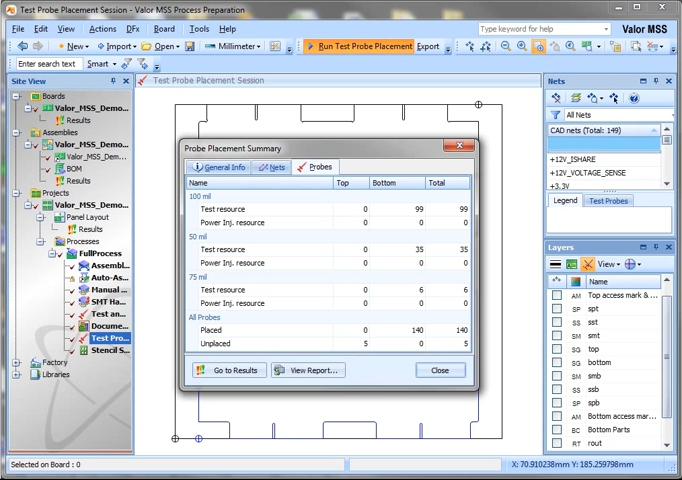 Test Probe Placement Session - Valor MSS Process Preparation
File Edit View Actions DFx Board Tools Help
Type keyword for help
Valor MSS
New Import Open Millimeter
Run Test Probe Placement Export
Enter search text Smart
Site View
Boards
Valor_MSS_Demo...
Results
Assemblies
Valor_MSS_Demo...
Valor_MSS_Dem...
BOM
Results
Projects
Valor_MSS_Demo...
Panel Layout
Results
Processes
FullProcess
Assembl...
Auto-As...
Manual ...
SMT Ha...
Test an...
Docume...
Test Pro...
Stencil S...
Factory
Libraries
Test Probe Placement Session
Probe Placement Summary
General Info Nets Probes
Name Top Bottom Total
100 mil
Test resource 0 99 99
Power Inj. resource 0 0 0
50 mil
Test resource 0 35 35
Power Inj. resource 0 0 0
75 mil
Test resource 0 6 6
Power Inj. resource 0 0 0
All Probes
Placed 0 140 140
Unplaced 5 0 5
Go to Results View Report... Close
Nets
All Nets
CAD nets (Total: 149)
+12V_ISHARE
+12V_VOLTAGE_SENSE
+3.3V
Legend Test Probes
Layers
View
Name
AM Top access mark & ...
SP spt
ST sst
SM smt
SG top
SG bottom
SM smb
SS ssb
SP spb
AM Bottom access mar...
BC Bottom Parts
RT rout
Selected on Board : 0
X: 70.910238mm Y: 185.259798mm